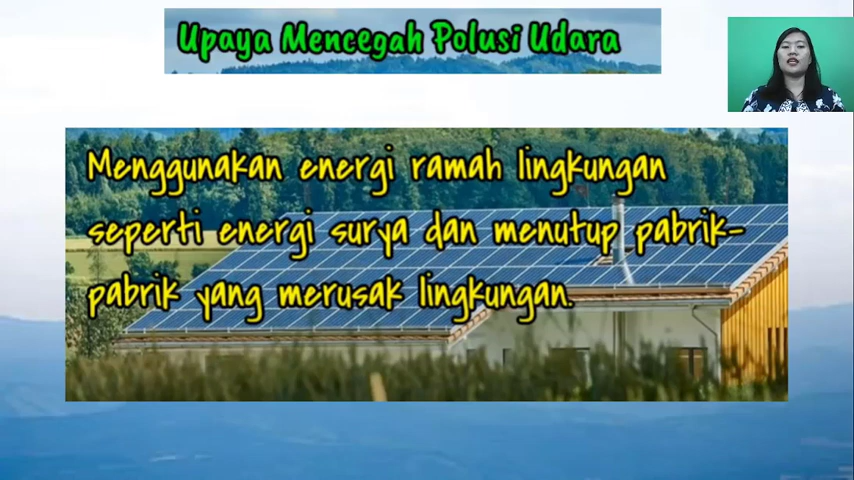 Upaya Mencegah Polusi Udara
Menggunakan energi ramah lingkungan
seperti energi surya dan menutup pabrik-
pabrik yang merusak lingkungan.